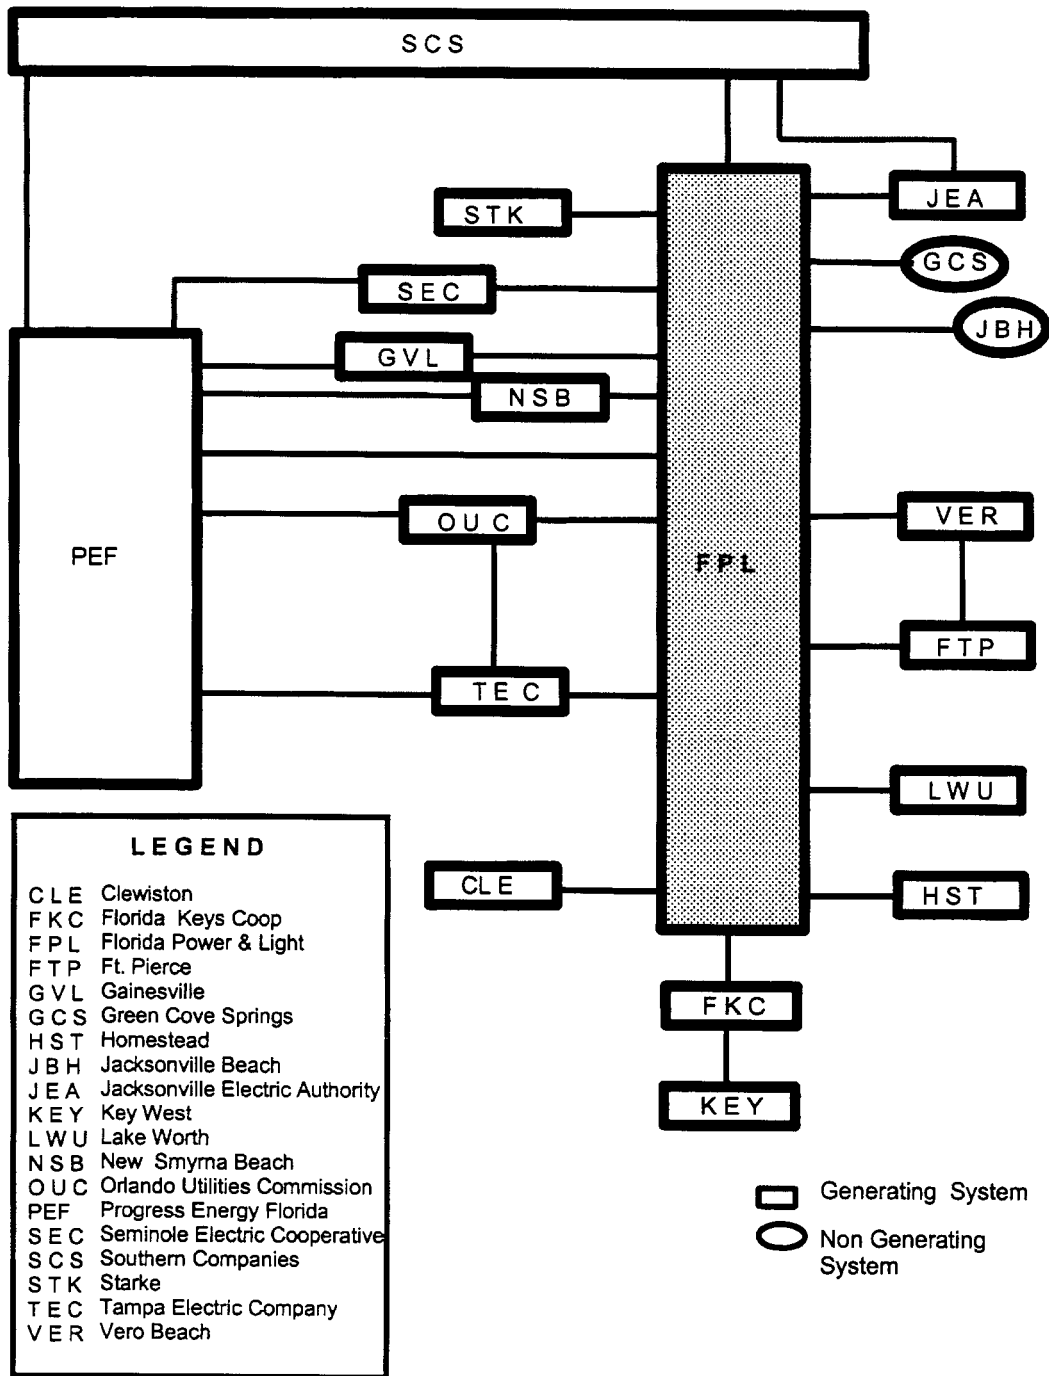 SCS
JEA
STK
GCS
SEC
JBH
GVL
NSB
OUC
VER
PEF
FPL
FTP
TEC
LWU
CLE
HST
FKC
KEY
LEGEND
CLE Clewiston
FKC Florida Keys Coop
FPL Florida Power & Light
FTP Ft. Pierce
GVL Gainesville
GCS Green Cove Springs
HST Homestead
JBH Jacksonville Beach
JEA Jacksonville Electric Authority
KEY Key West
LWU Lake Worth
NSB New Smyrna Beach
OUC Orlando Utilities Commission
PEF Progress Energy Florida
SEC Seminole Electric Cooperative
SCS Southern Companies
STK Starke
TEC Tampa Electric Company
VER Vero Beach
Generating System
Non Generating
System